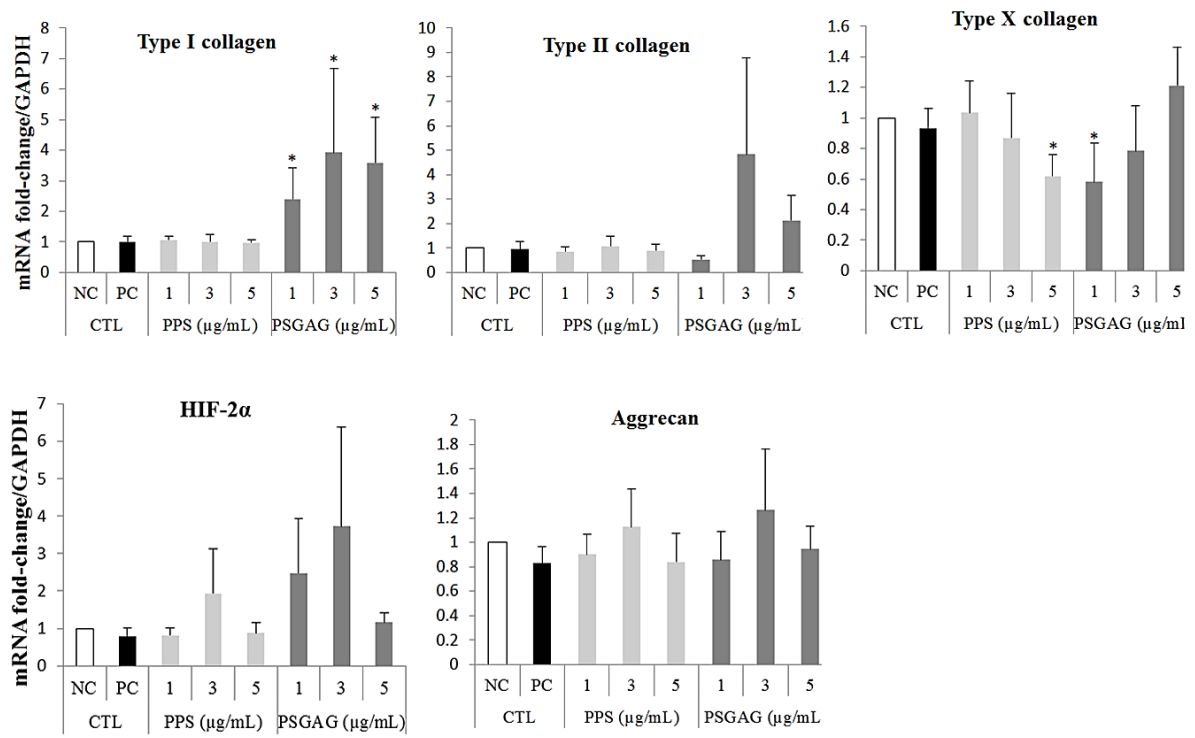 Type I collagen
mRNA fold-change/GAPDH
8
7
6
5
4
3
2
1
0
* * *
NC PC 1 3 5 1 3 5
CTL PPS (µg/mL) PSGAG (µg/mL)
Type II collagen
10
9
8
7
6
5
4
3
2
1
0
NC PC 1 3 5 1 3 5
CTL PPS (µg/mL) PSGAG (µg/mL
Type X collagen
1.6
1.4
1.2
1
0.8
0.6
0.4
0.2
0
* *
NC PC 1 3 5 1 3 5
CTL PPS (µg/mL) PSGAG (µg/ml
HIF-2α
mRNA fold-change/GAPDH
7
6
5
4
3
2
1
0
NC PC 1 3 5 1 3 5
CTL PPS (µg/mL) PSGAG (µg/mL)
Aggrecan
2
1.8
1.6
1.4
1.2
1
0.8
0.6
0.4
0.2
0
NC PC 1 3 5 1 3 5
CTL PPS (µg/mL) PSGAG (µg/mL